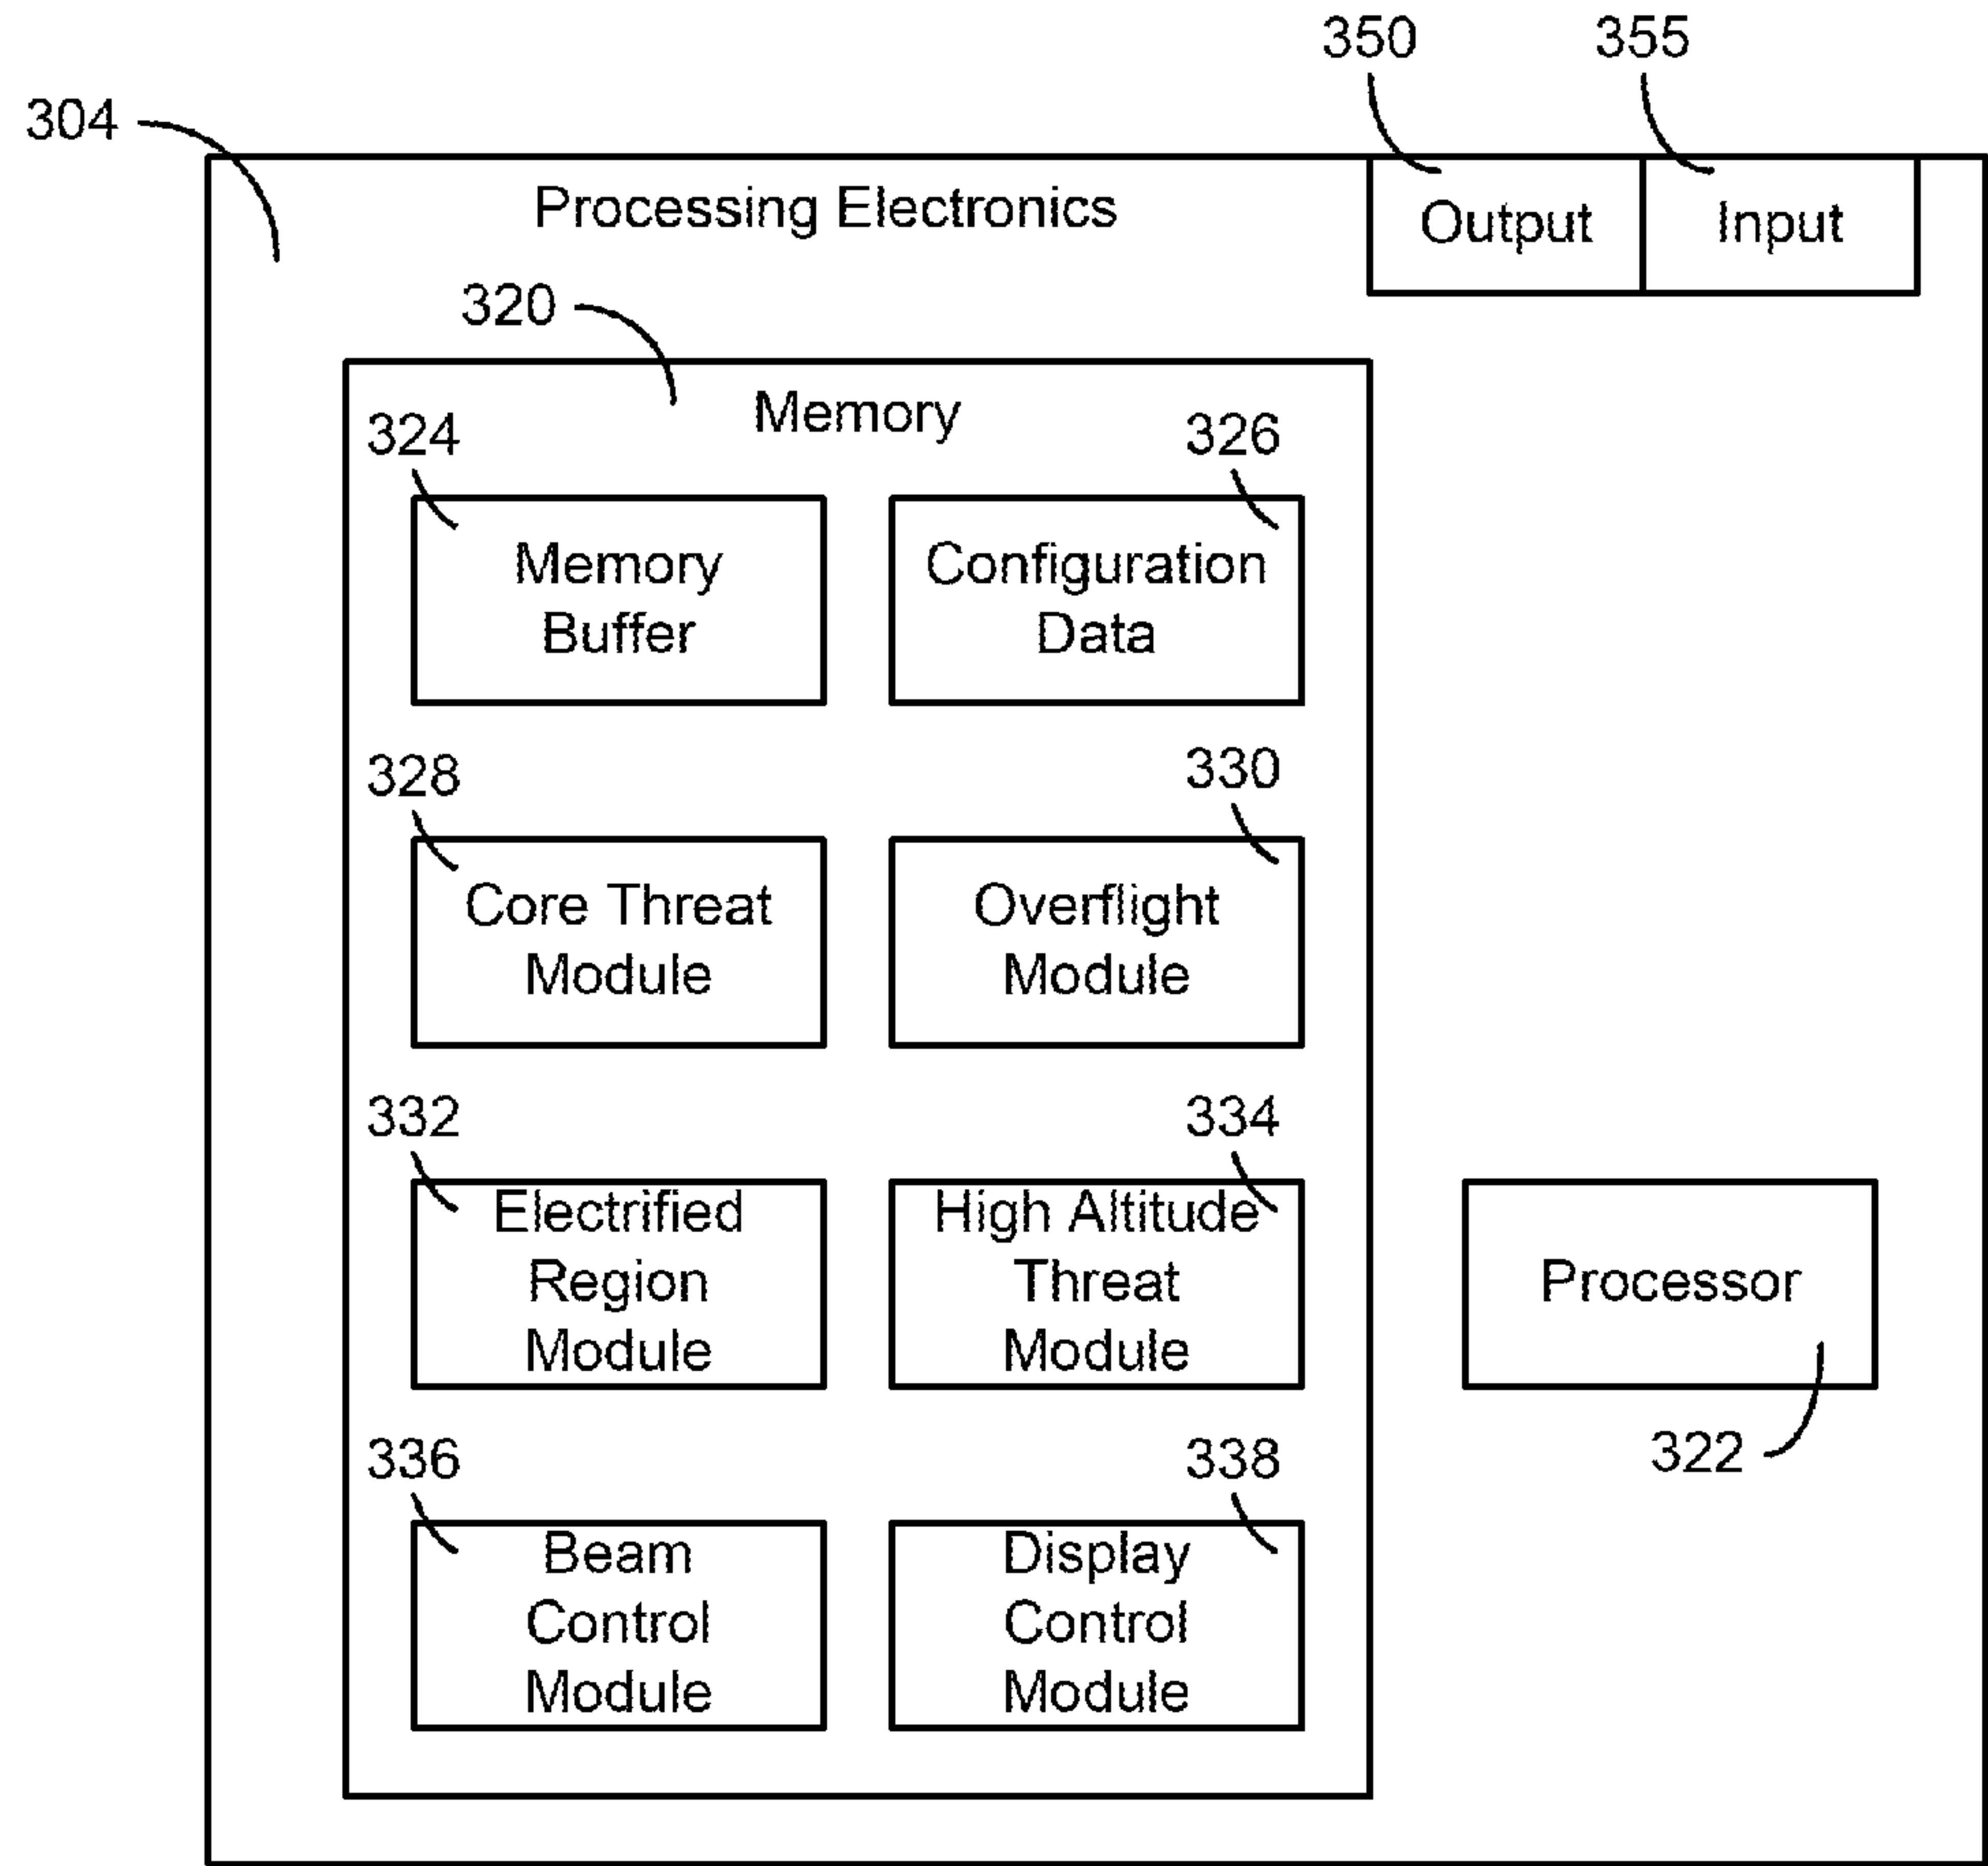 350
355
304
Processing Electronics
Output
Input
320
Memory
324
326
Memory
Buffer
Configuration
Data
328
330
Core Threat
Module
Overflight
Module
332
334
Electrified
Region
Module
High Altitude
Threat
Module
Processor
322
336
338
Beam
Control
Module
Display
Control
Module